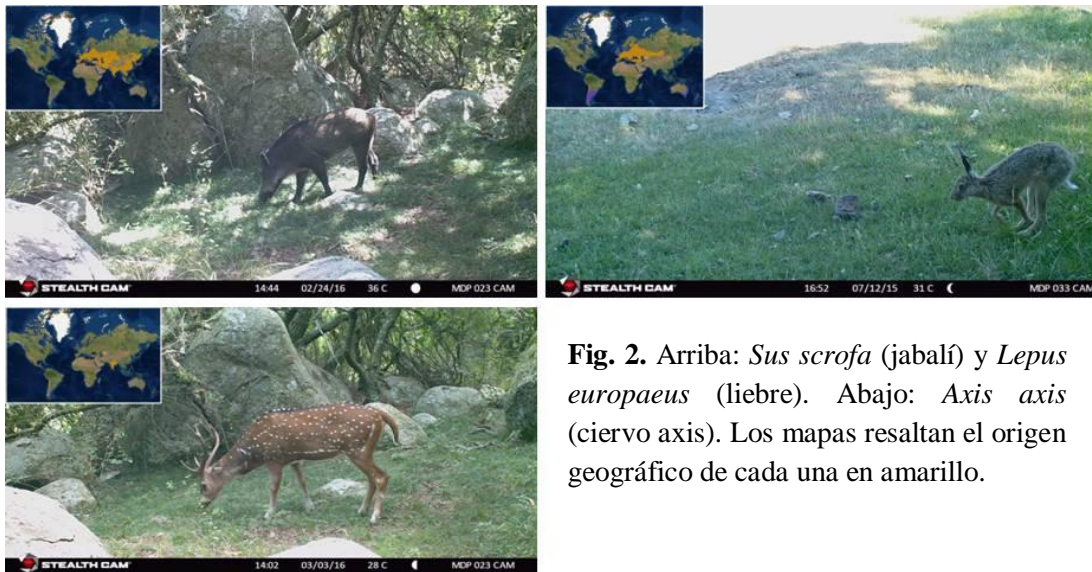 STEALTH CAM 14:44 02/24/16 36 C MDP 023 CAM
STEALTH CAM 16:52 07/12/15 31 C MDP 033 CAM
Fig. 2. Arriba: Sus scrofa (jabalí) y Lepus
europaeus (liebre). Abajo: Axis axis
(ciervo axis). Los mapas resaltan el origen
geográfico de cada una en amarillo.
STEALTH CAM 14:02 03/03/16 28 C MDP 023 CAM